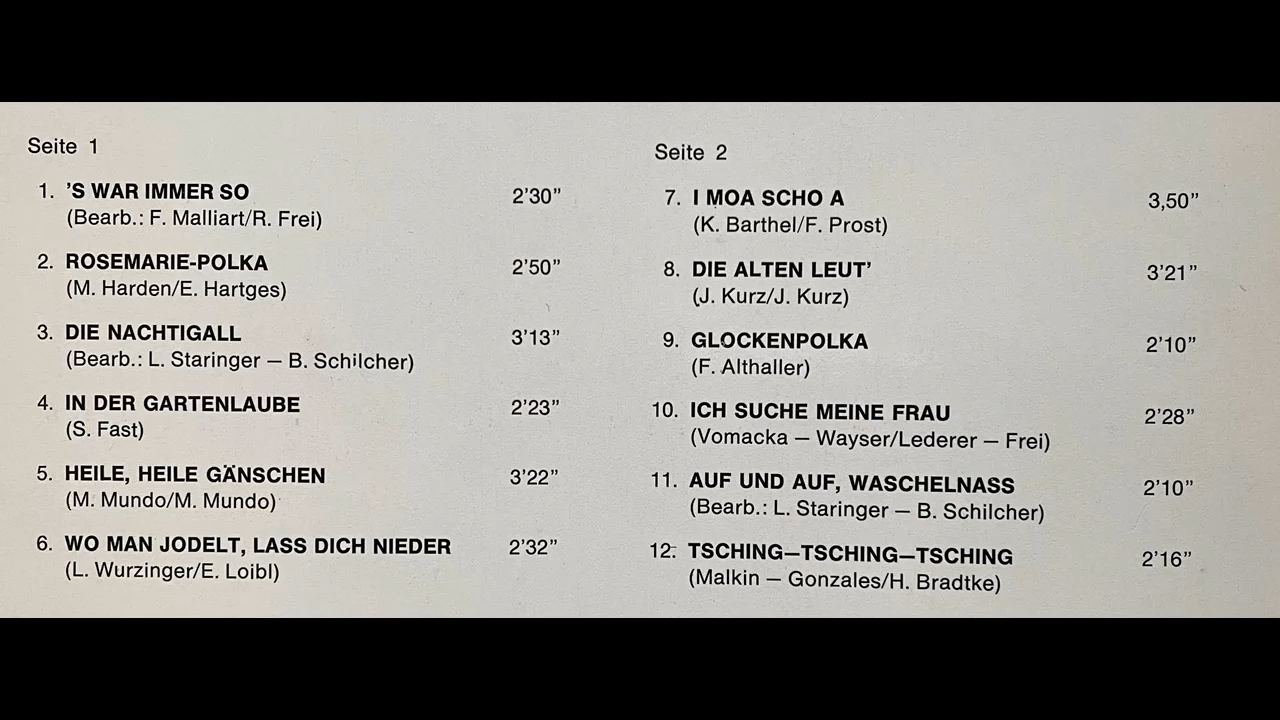 Seite 1
1. ’S WAR IMMER SO 2’30”
(Bearb.: F. Malliart/R. Frei)
2. ROSEMARIE-POLKA 2’50”
(M. Harden/E. Hartges)
3. DIE NACHTIGALL 3’13”
(Bearb.: L. Staringer — B. Schilcher)
4. IN DER GARTENLAUBE 2’23”
(S. Fast)
5. HEILE, HEILE GÄNSCHEN 3’22”
(M. Mundo/M. Mundo)
6. WO MAN JODELT, LASS DICH NIEDER 2’32”
(L. Wurzinger/E. Loibl)
Seite 2
7. I MOA SCHO A 3,50”
(K. Barthel/F. Prost)
8. DIE ALTEN LEUT’ 3’21”
(J. Kurz/J. Kurz)
9. GLOCKENPOLKA 2’10”
(F. Althaller)
10. ICH SUCHE MEINE FRAU 2’28”
(Vomacka — Wayser/Lederer — Frei)
11. AUF UND AUF, WASCHELNASS 2’10”
(Bearb.: L. Staringer — B. Schilcher)
12. TSCHING—TSCHING—TSCHING 2’16”
(Malkin — Gonzales/H. Bradtke)